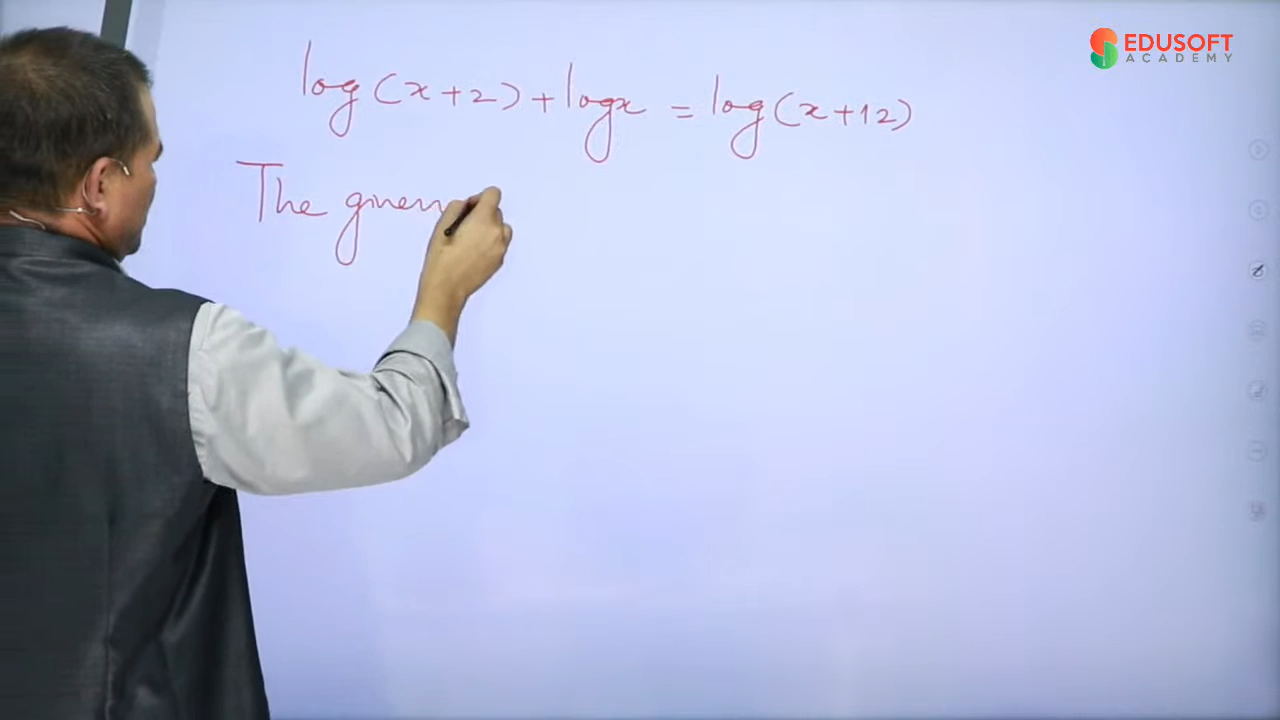 EDUSOFT
ACADEMY
log(x+2)+logx = log(x+12)
The given